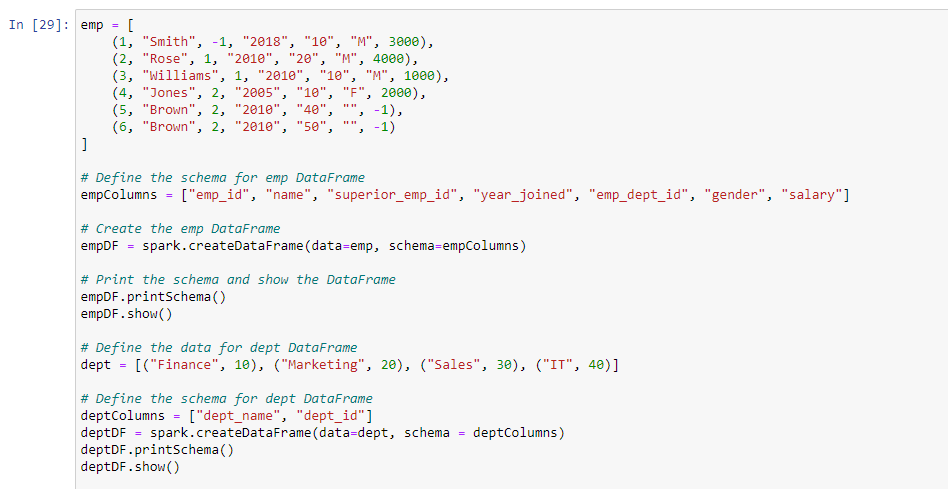 In [29]: emp = [
(1, "Smith", -1, "2018", "10", "M", 3000),
(2, "Rose", 1, "2010", "20", "M", 4000),
(3, "Williams", 1, "2010", "10", "M", 1000),
(4, "Jones", 2, "2005", "10", "F", 2000),
(5, "Brown", 2, "2010", "40", "", -1),
(6, "Brown", 2, "2010", "50", "", -1)
]
# Define the schema for emp DataFrame
empColumns = ["emp_id", "name", "superior_emp_id", "year_joined", "emp_dept_id", "gender", "salary"]
# Create the emp DataFrame
empDF = spark.createDataFrame(data=emp, schema=empColumns)
# Print the schema and show the DataFrame
empDF.printSchema()
empDF.show()
# Define the data for dept DataFrame
dept = [("Finance", 10), ("Marketing", 20), ("Sales", 30), ("IT", 40)]
# Define the schema for dept DataFrame
deptColumns = ["dept_name", "dept_id"]
deptDF = spark.createDataFrame(data=dept, schema = deptColumns)
deptDF.printSchema()
deptDF.show()